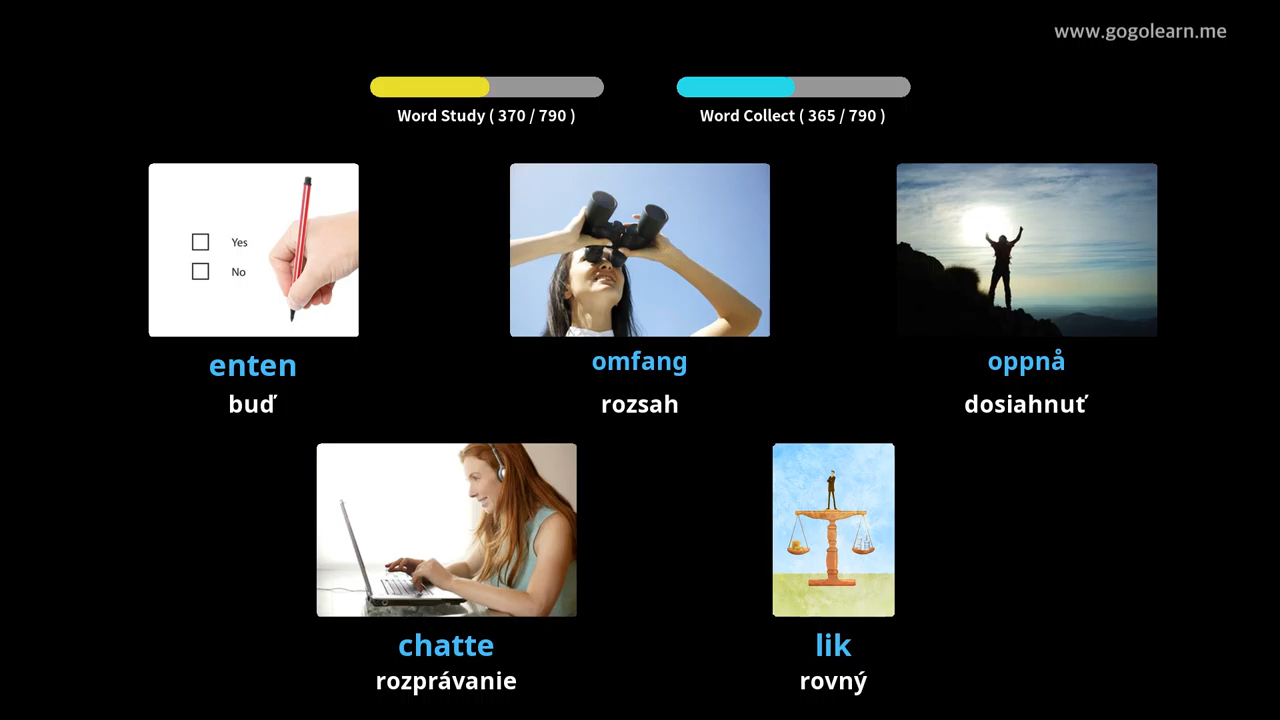 www.gogolearn.me
Word Study ( 370 / 790 )
Word Collect ( 365 / 790 )
Yes
No
enten
buď
omfang
rozsah
oppnå
dosiahnuť
chatte
rozprávanie
lik
rovný